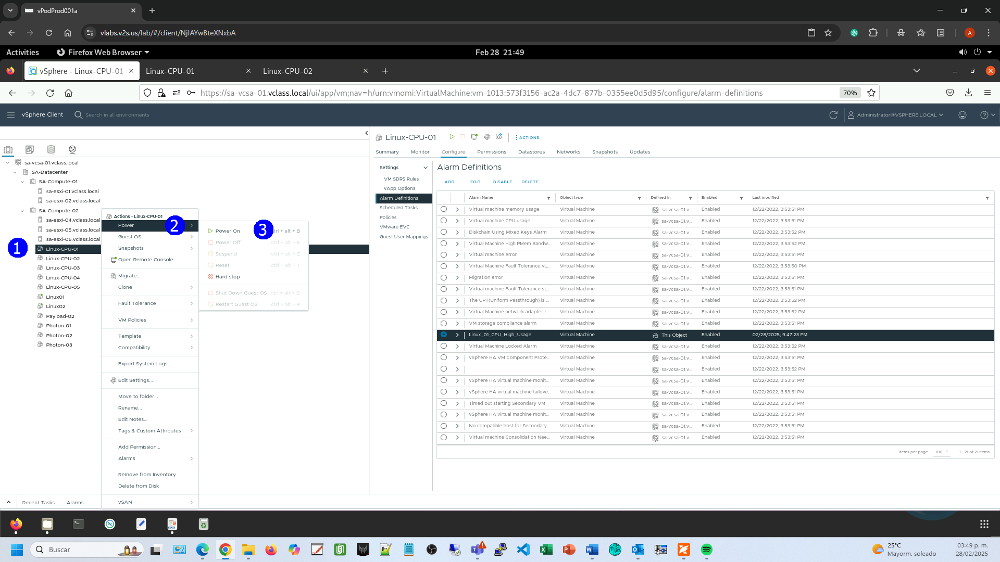 vPodProd001a
vlabs.v2s.us/lab/#/client/NjIAYwBteXNxbA
A
Activities
Firefox Web Browser
Feb 28 21:49
vSphere - Linux-CPU-01 -
Linux-CPU-01
Linux-CPU-02
https://sa-vcsa-01.vclass.local/ui/app/vm;nav=h/urn:vmomi:VirtualMachine:vm-1013:573f3156-ac2a-4dc7-877b-0355ee0d5d95/configure/alarm-definitions
70%
vSphere Client
Search in all environments
Administrator@VSPHERE.LOCAL
sa-vcsa-01.vclass.local
SA-Datacenter
SA-Compute-01
sa-esxi-01.vclass.local
sa-esxi-02.vclass.local
SA-Compute-02
sa-esxi-04.vclass.local
sa-esxi-05.vclass.local
sa-esxi-06.vclass.local
1
Linux-CPU-01
Linux-CPU-02
Linux-CPU-03
Linux-CPU-04
Linux-CPU-05
Linux01
Linux02
Payload-02
Photon-01
Photon-02
Photon-03
Actions - Linux-CPU-01
Power
2
Guest OS
Snapshots
Open Remote Console
Migrate...
Clone
Fault Tolerance
VM Policies
Template
Compatibility
Export System Logs...
Edit Settings...
Move to folder...
Rename...
Edit Notes...
Tags & Custom Attributes
Add Permission...
Alarms
Remove from Inventory
Delete from Disk
vSAN
Power On
3
trl + alt + B
Power Off ctrl + alt + E
Suspend ctrl + alt + Z
Reset ctrl + alt + T
Hard stop
Shut Down Guest OS ctrl + alt + D
Restart Guest OS ctrl + alt + R
Linux-CPU-01
ACTIONS
Summary Monitor Configure Permissions Datastores Networks Snapshots Updates
Settings
VM SDRS Rules
vApp Options
Alarm Definitions
Scheduled Tasks
Policies
VMware EVC
Guest User Mappings
Alarm Definitions
ADD EDIT DISABLE DELETE
Alarm Name Object type Defined In Enabled Last modified
Virtual machine memory usage Virtual Machine sa-vcsa-01.v... Enabled 12/22/2022, 3:53:51 PM
Virtual machine CPU usage Virtual Machine sa-vcsa-01.v... Enabled 12/22/2022, 3:53:51 PM
Diskchain Using Mixed Keys Alarm Virtual Machine sa-vcsa-01.v... Enabled 12/22/2022, 3:53:52 PM
Virtual Machine High PMem Bandw... Virtual Machine sa-vcsa-01.v... Enabled 12/22/2022, 3:53:51 PM
Virtual machine error Virtual Machine sa-vcsa-01.v... Enabled 12/22/2022, 3:53:51 PM
Virtual Machine Fault Tolerance vL... Virtual Machine sa-vcsa-01.v... Enabled 12/22/2022, 3:53:50 PM
Migration error Virtual Machine sa-vcsa-01.v... Enabled 12/22/2022, 3:53:51 PM
Virtual machine Fault Tolerance st... Virtual Machine sa-vcsa-01.v... Enabled 12/22/2022, 3:53:51 PM
The UPT(Uniform Passthrough) is ... Virtual Machine sa-vcsa-01.v... Enabled 12/22/2022, 3:53:52 PM
Virtual Machine network adapter r... Virtual Machine sa-vcsa-01.v... Enabled 12/22/2022, 3:53:52 PM
VM storage compliance alarm Virtual Machine sa-vcsa-01.v... Enabled 12/22/2022, 3:53:52 PM
Linux_01_CPU_High_Usage Virtual Machine This Object Enabled 02/28/2025, 9:47:23 PM
Virtual Machine Locked Alarm Virtual Machine sa-vcsa-01.v... Enabled 12/22/2022, 3:53:52 PM
vSphere HA VM Component Prote... Virtual Machine sa-vcsa-01.v... Enabled 12/22/2022, 3:53:51 PM
Virtual Machine sa-vcsa-01.v... Enabled 12/22/2022, 3:53:52 PM
vSphere HA virtual machine monit... Virtual Machine sa-vcsa-01.v... Enabled 12/22/2022, 3:53:51 PM
vSphere HA virtual machine failove... Virtual Machine sa-vcsa-01.v... Enabled 12/22/2022, 3:53:51 PM
Timed out starting Secondary VM Virtual Machine sa-vcsa-01.v... Enabled 12/22/2022, 3:53:51 PM
vSphere HA virtual machine monit... Virtual Machine sa-vcsa-01.v... Enabled 12/22/2022, 3:53:51 PM
No compatible host for Secondary... Virtual Machine sa-vcsa-01.v... Enabled 12/22/2022, 3:53:51 PM
Virtual machine Consolidation Nee... Virtual Machine sa-vcsa-01.v... Enabled 12/22/2022, 3:53:51 PM
Items per page 100 1 - 21 of 21 items
Recent Tasks Alarms
Buscar
25°C
Mayorm. soleado
03:49 p. m.
28/02/2025